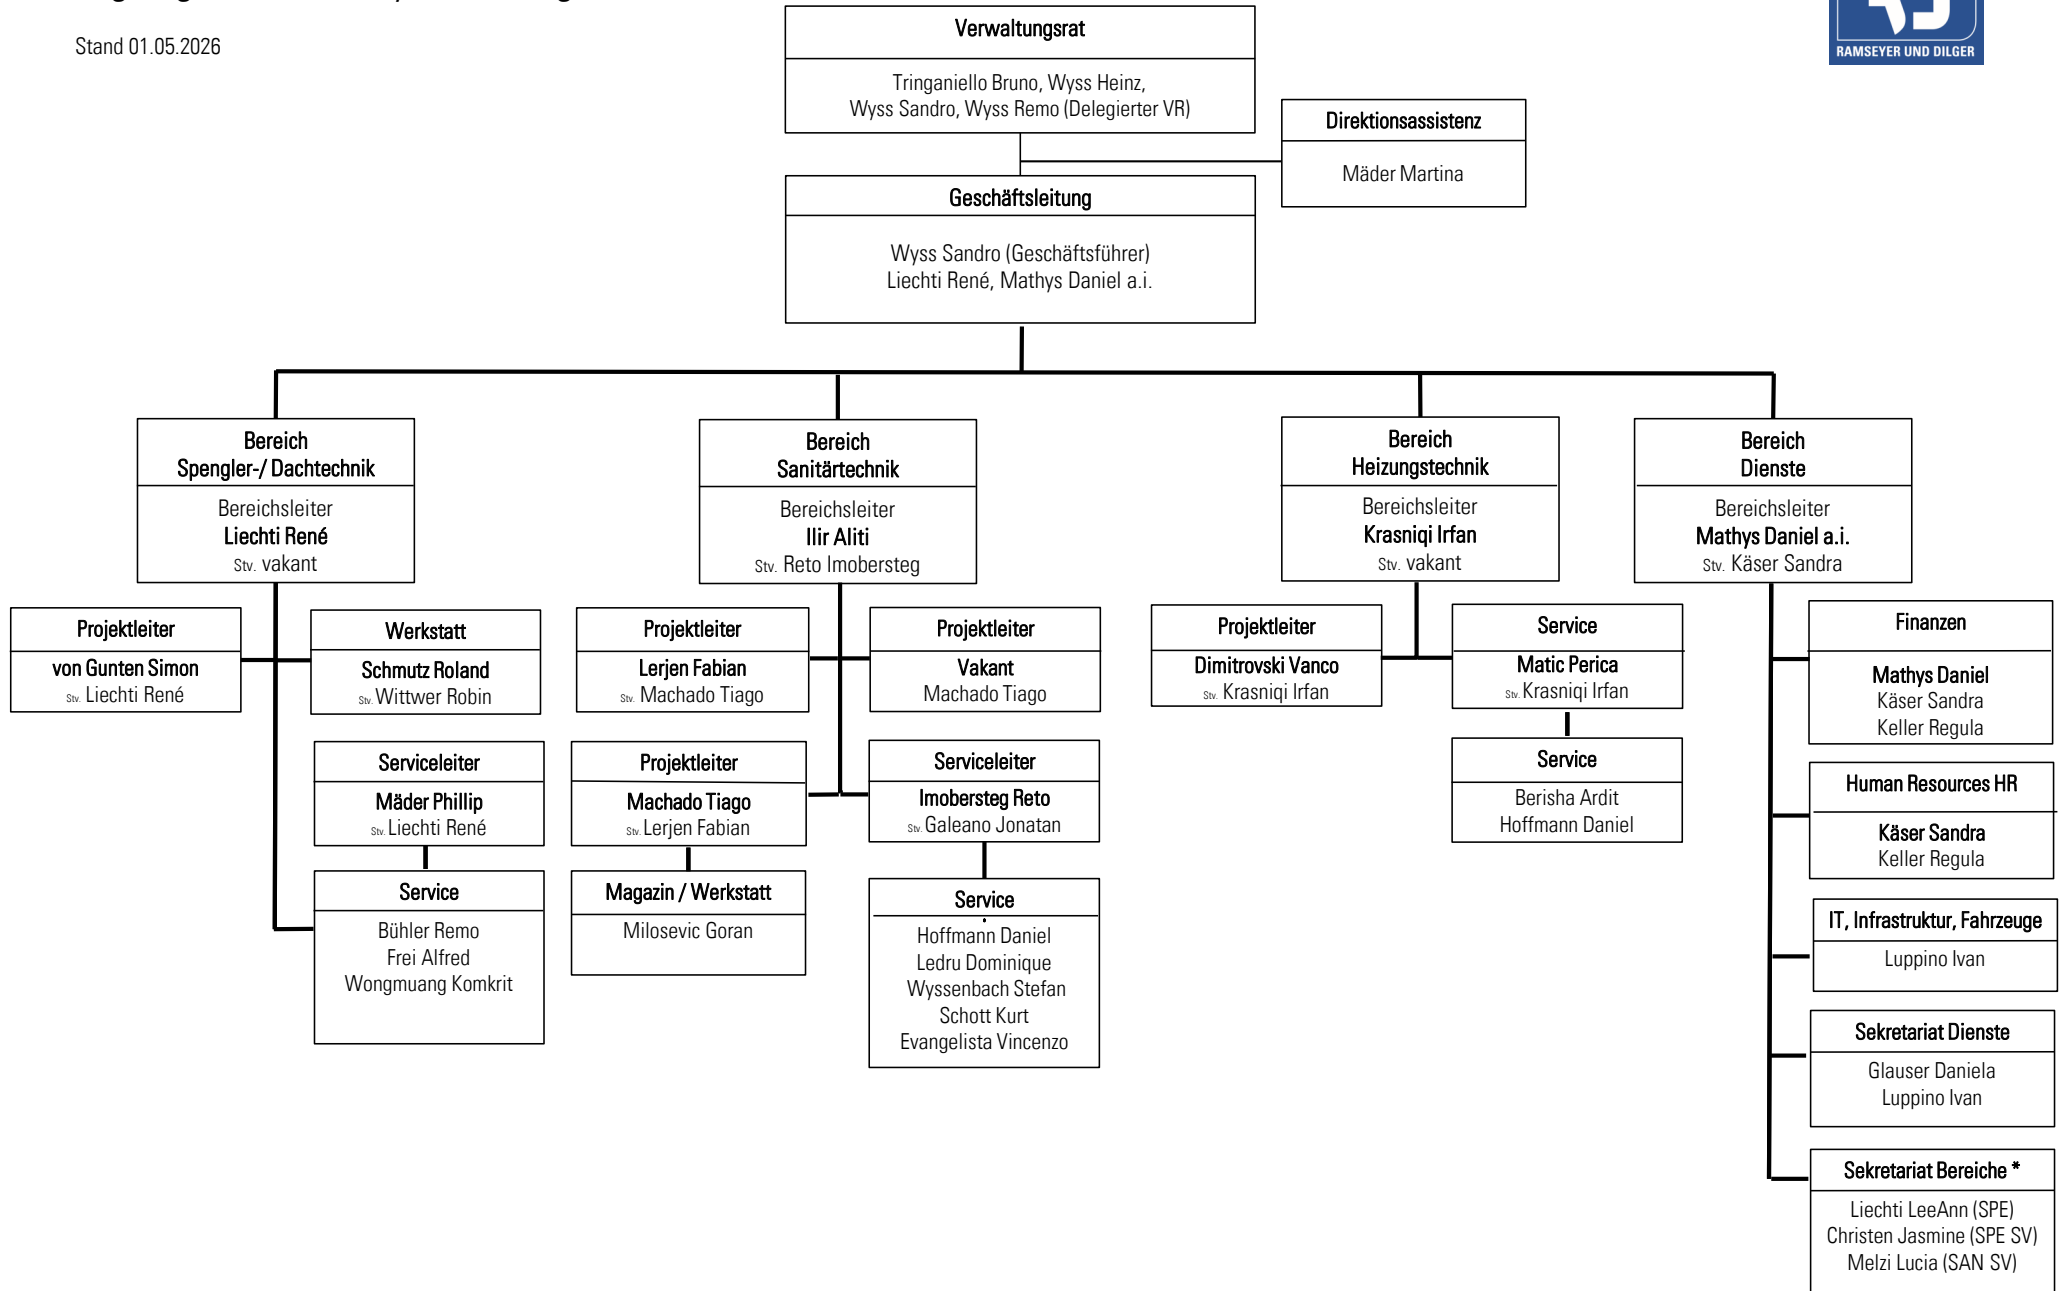 Stand 01.05.2026
RAMSEYER UND DILGER
Verwaltungsrat
Tringaniello Bruno, Wyss Heinz,
Wyss Sandro, Wyss Remo (Delegierter VR)
Direktionsassistenz
Mäder Martina
Geschäftsleitung
Wyss Sandro (Geschäftsführer)
Liechti René, Mathys Daniel a.i.
Bereich
Spengler-/ Dachtechnik
Bereichsleiter
Liechti René
Stv. vakant
Projektleiter
von Gunten Simon
Stv. Liechti René
Werkstatt
Schmutz Roland
Stv. Wittwer Robin
Serviceleiter
Mäder Phillip
Stv. Liechti René
Service
Bühler Remo
Frei Alfred
Wongmuang Komkrit
Bereich
Sanitärtechnik
Bereichsleiter
Ilir Aliti
Stv. Reto Imobersteg
Projektleiter
Lerjen Fabian
Stv. Machado Tiago
Projektleiter
Vakant
Machado Tiago
Projektleiter
Machado Tiago
Stv. Lerjen Fabian
Serviceleiter
Imobersteg Reto
Stv. Galeano Jonatan
Magazin / Werkstatt
Milosevic Goran
Service
Hoffmann Daniel
Ledru Dominique
Wyssenbach Stefan
Schott Kurt
Evangelista Vincenzo
Bereich
Heizungstechnik
Bereichsleiter
Krasniqi Irfan
Stv. vakant
Projektleiter
Dimitrovski Vanco
Stv. Krasniqi Irfan
Service
Matic Perica
Stv. Krasniqi Irfan
Service
Berisha Ardit
Hoffmann Daniel
Bereich
Dienste
Bereichsleiter
Mathys Daniel a.i.
Stv. Käser Sandra
Finanzen
Mathys Daniel
Käser Sandra
Keller Regula
Human Resources HR
Käser Sandra
Keller Regula
IT, Infrastruktur, Fahrzeuge
Luppino Ivan
Sekretariat Dienste
Glauser Daniela
Luppino Ivan
Sekretariat Bereiche *
Liechti LeeAnn (SPE)
Christen Jasmine (SPE SV)
Melzi Lucia (SAN SV)